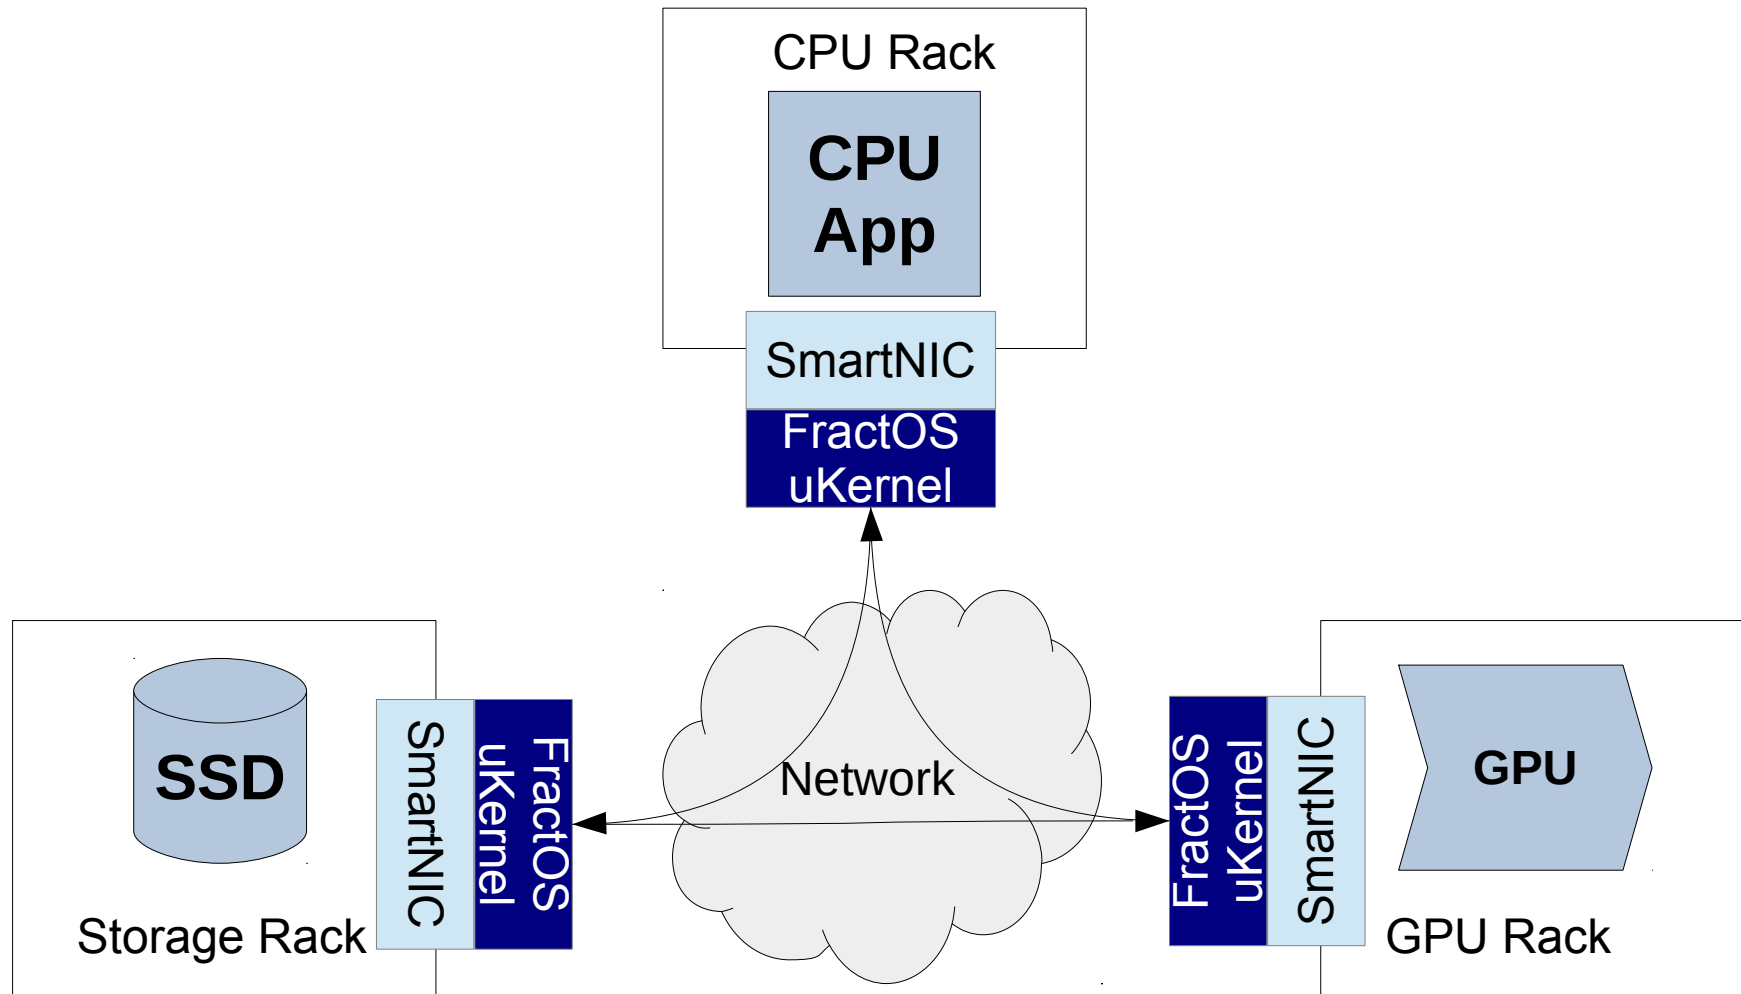 CPU Rack
CPU
App
SmartNIC
FractOS
uKernel
SSD
SmartNIC
FractOS
uKernel
Storage Rack
Network
FractOS
uKernel
SmartNIC
GPU
GPU Rack